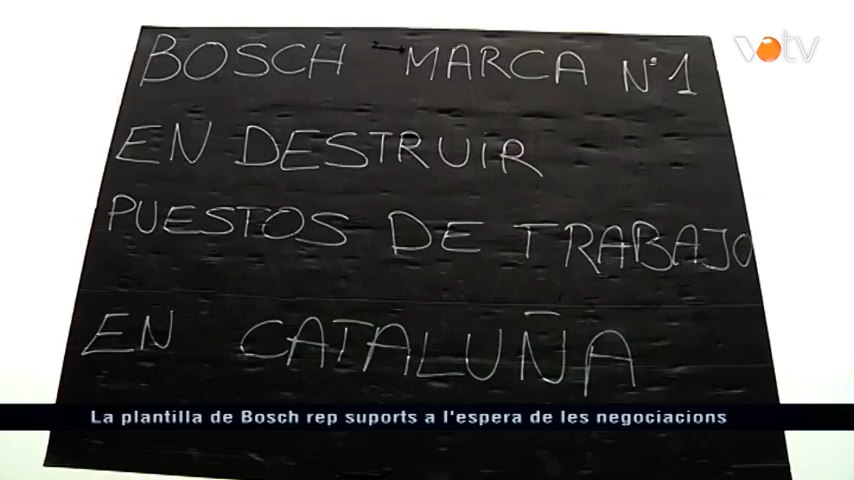 votv
BOSCH MARCA Nº1
EN DESTRUIR
PUESTOS DE TRABAJO
EN CATALUÑA
La plantilla de Bosch rep suports a l'espera de les negociacions